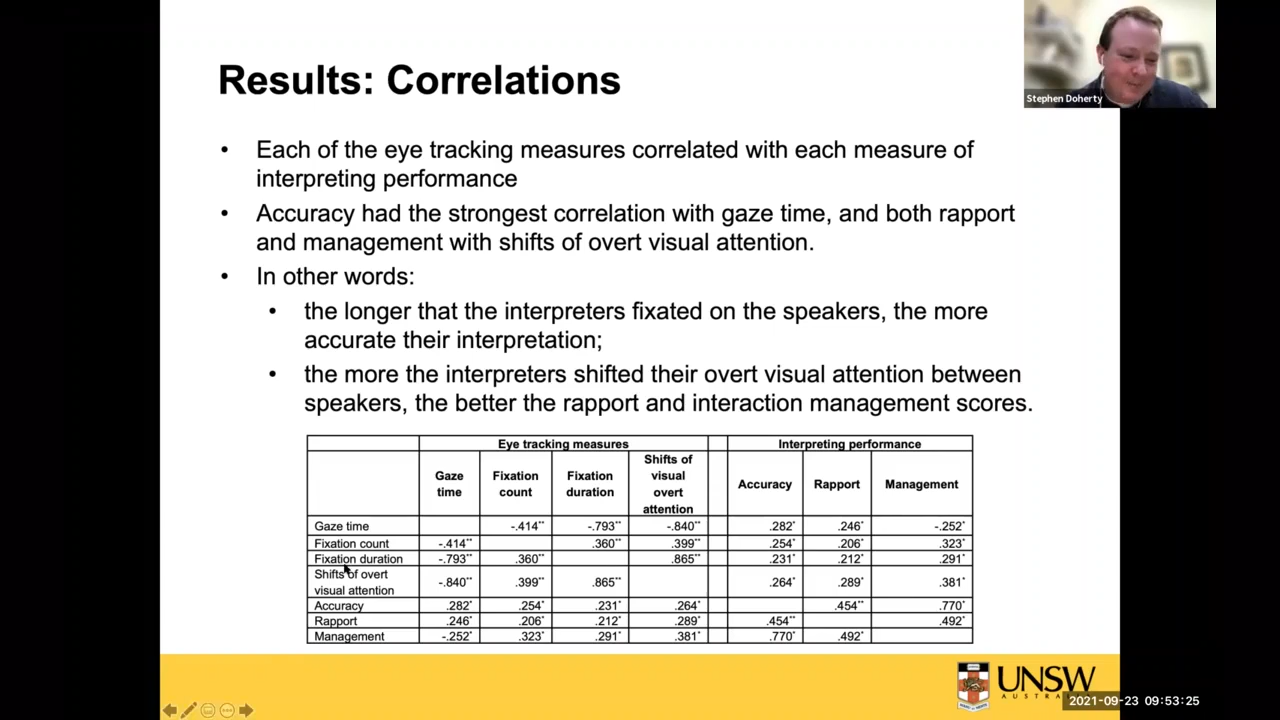 Stephen Doherty
Results: Correlations
• Each of the eye tracking measures correlated with each measure of
interpreting performance
• Accuracy had the strongest correlation with gaze time, and both rapport
and management with shifts of overt visual attention.
• In other words:
• the longer that the interpreters fixated on the speakers, the more
accurate their interpretation;
• the more the interpreters shifted their overt visual attention between
speakers, the better the rapport and interaction management scores.
Eye tracking measures Interpreting performance
Gaze time Fixation count Fixation duration Shifts of visual overt attention Accuracy Rapport Management
Gaze time -.414** -.793** -.840** .282* .246* -.252*
Fixation count -.414** .360** .399** .254* .206* .323*
Fixation duration -.793** .360** .865** .231* .212* .291*
Shifts of overt
visual attention -.840** .399** .865** .264* .289* .381*
Accuracy .282* .254* .231* .264* .454** .770*
Rapport .246* .206* .212* .289* .454** .492*
Management -.252* .323* .291* .381* .770* .492*
UNSW
AUSTRALIA
2021-09-23 09:53:25